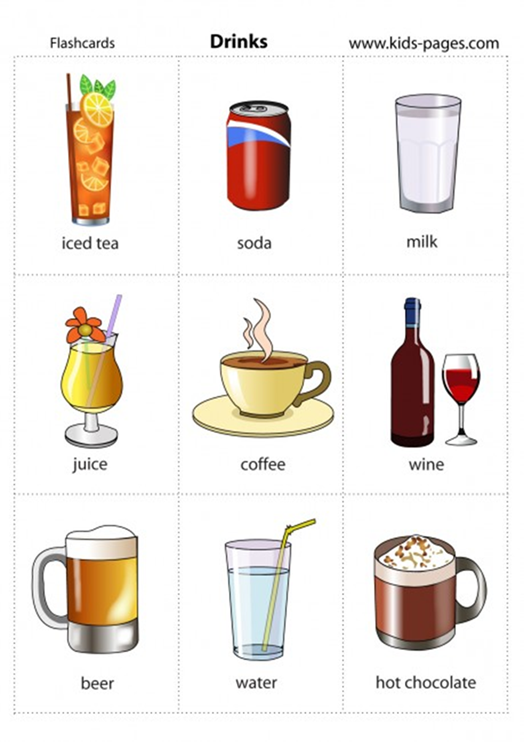 Flashcards Drinks www.kids-pages.com
iced tea soda milk
juice coffee wine
beer water hot chocolate